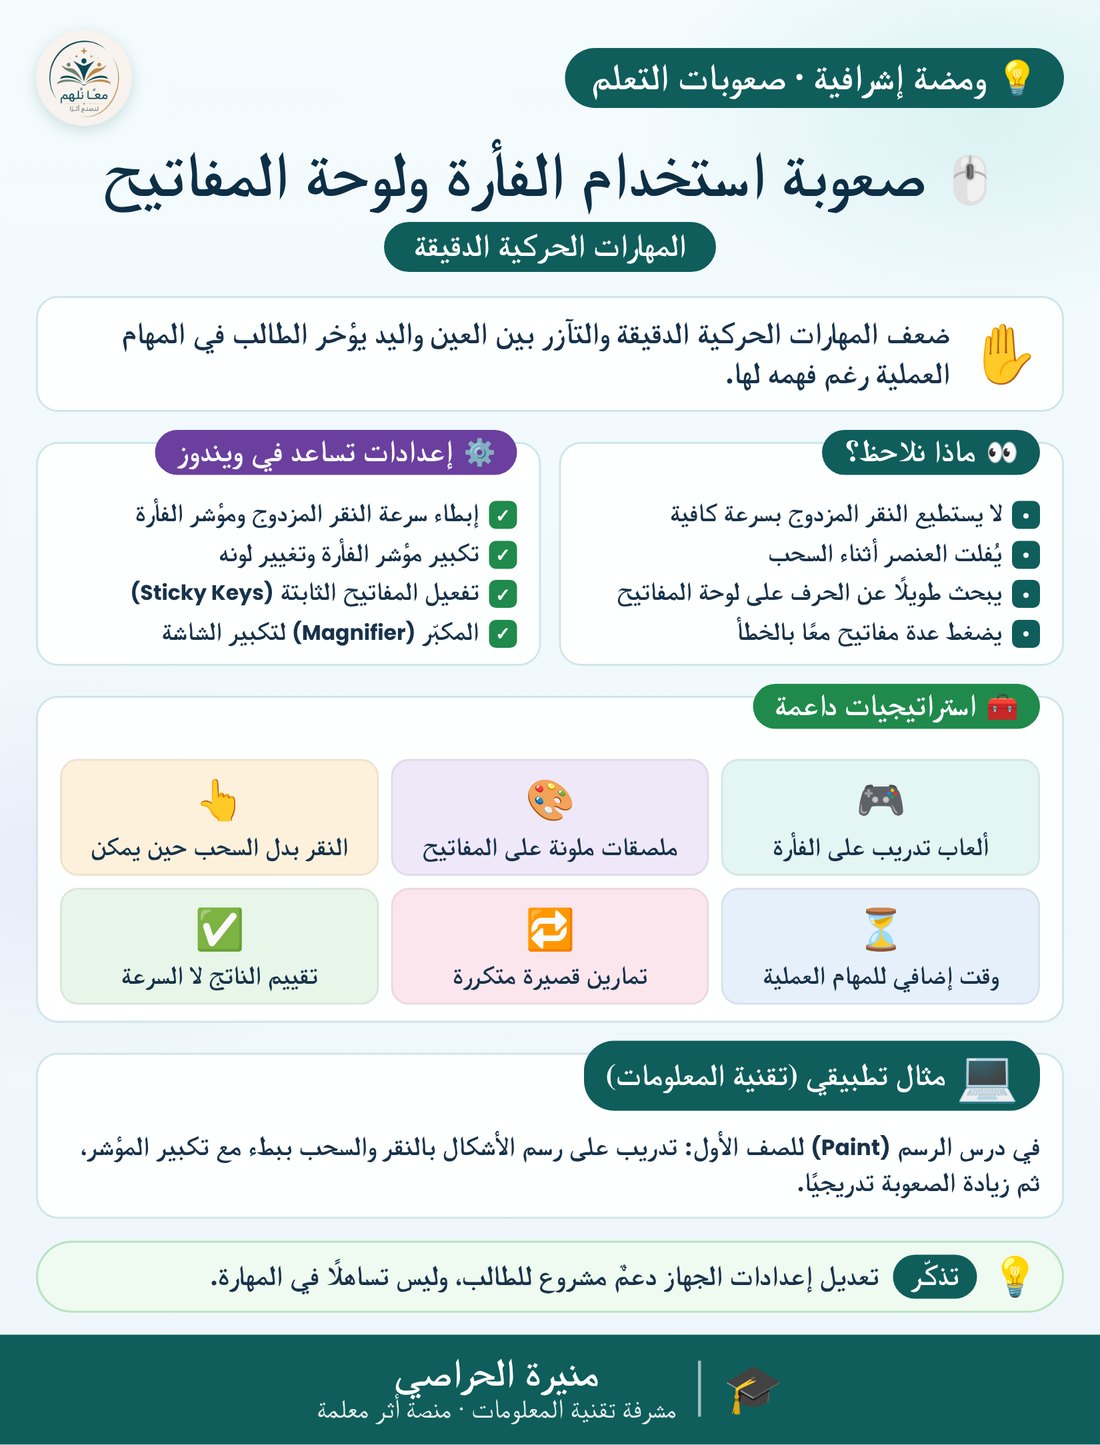 ومضة إشرافية · صعوبات التعلم
معًا نُلهم
لنصنع أثرًا
صعوبة استخدام الفأرة ولوحة المفاتيح
المهارات الحركية الدقيقة
ضعف المهارات الحركية الدقيقة والتآزر بين العين واليد يؤخر الطالب في المهام
العملية رغم فهمه لها.
ماذا نلاحظ؟
لا يستطيع النقر المزدوج بسرعة كافية
يُفلت العنصر أثناء السحب
يبحث طويلًا عن الحرف على لوحة المفاتيح
يضغط عدة مفاتيح معًا بالخطأ
إعدادات تساعد في ويندوز
إبطاء سرعة النقر المزدوج ومؤشر الفأرة
تكبير مؤشر الفأرة وتغيير لونه
تفعيل المفاتيح الثابتة (Sticky Keys)
المكبّر (Magnifier) لتكبير الشاشة
استراتيجيات داعمة
ألعاب تدريب على الفأرة
ملصقات ملونة على المفاتيح
النقر بدل السحب حين يمكن
وقت إضافي للمهام العملية
تمارين قصيرة متكررة
تقييم الناتج لا السرعة
مثال تطبيقي (تقنية المعلومات)
في درس الرسم (Paint) للصف الأول: تدريب على رسم الأشكال بالنقر والسحب ببطء مع تكبير المؤشر،
ثم زيادة الصعوبة تدريجيًا.
تذكّر
تعديل إعدادات الجهاز دعمٌ مشروع للطالب، وليس تساهلًا في المهارة.
منيرة الحراصي
مشرفة تقنية المعلومات · منصة أثر معلمة